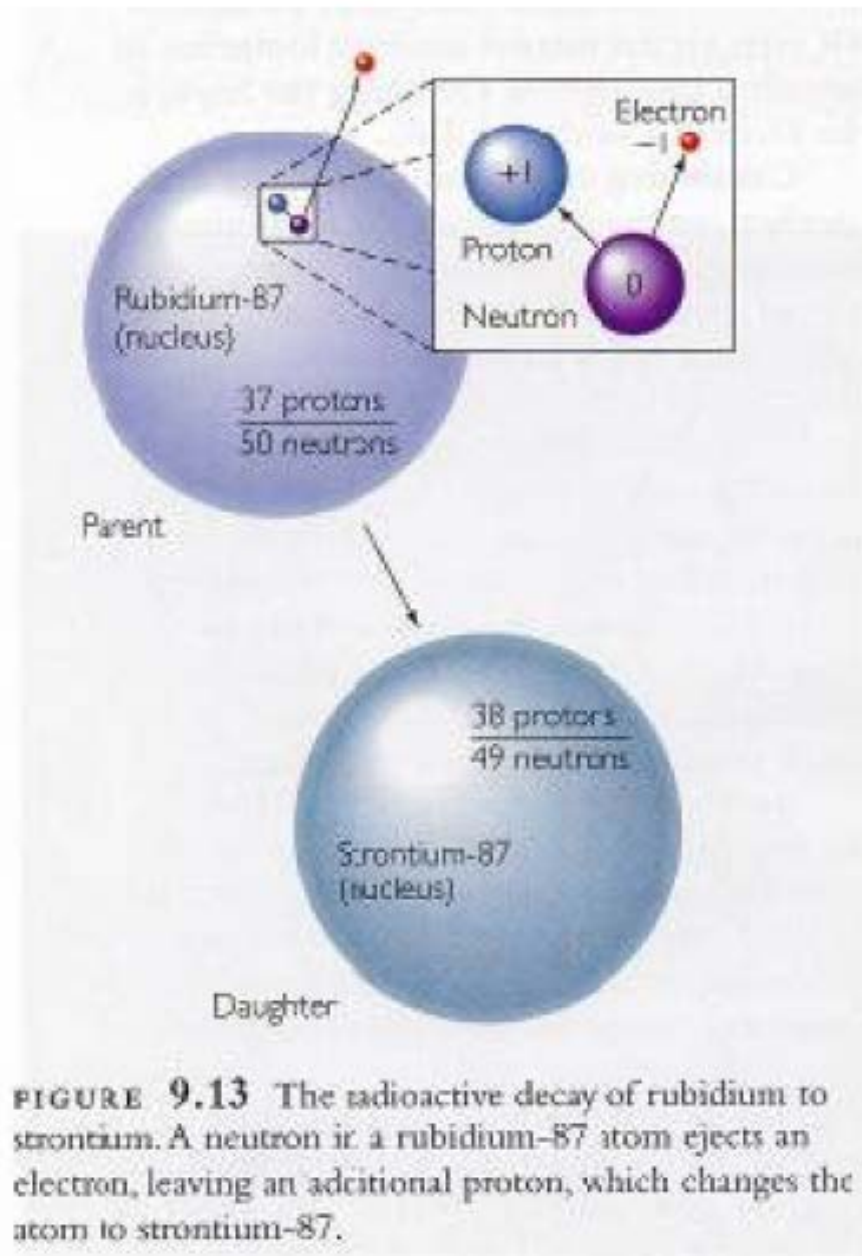 Electron
−1
+1
Proton
0
Neutron
Rubidium-87
(nucleus)
37 protons
50 neutrons
Parent
38 protons
49 neutrons
Strontium-87
(nucleus)
Daughter
FIGURE 9.13 The radioactive decay of rubidium to
strontium. A neutron in a rubidium–87 atom ejects an
electron, leaving an additional proton, which changes the
atom to strontium–87.